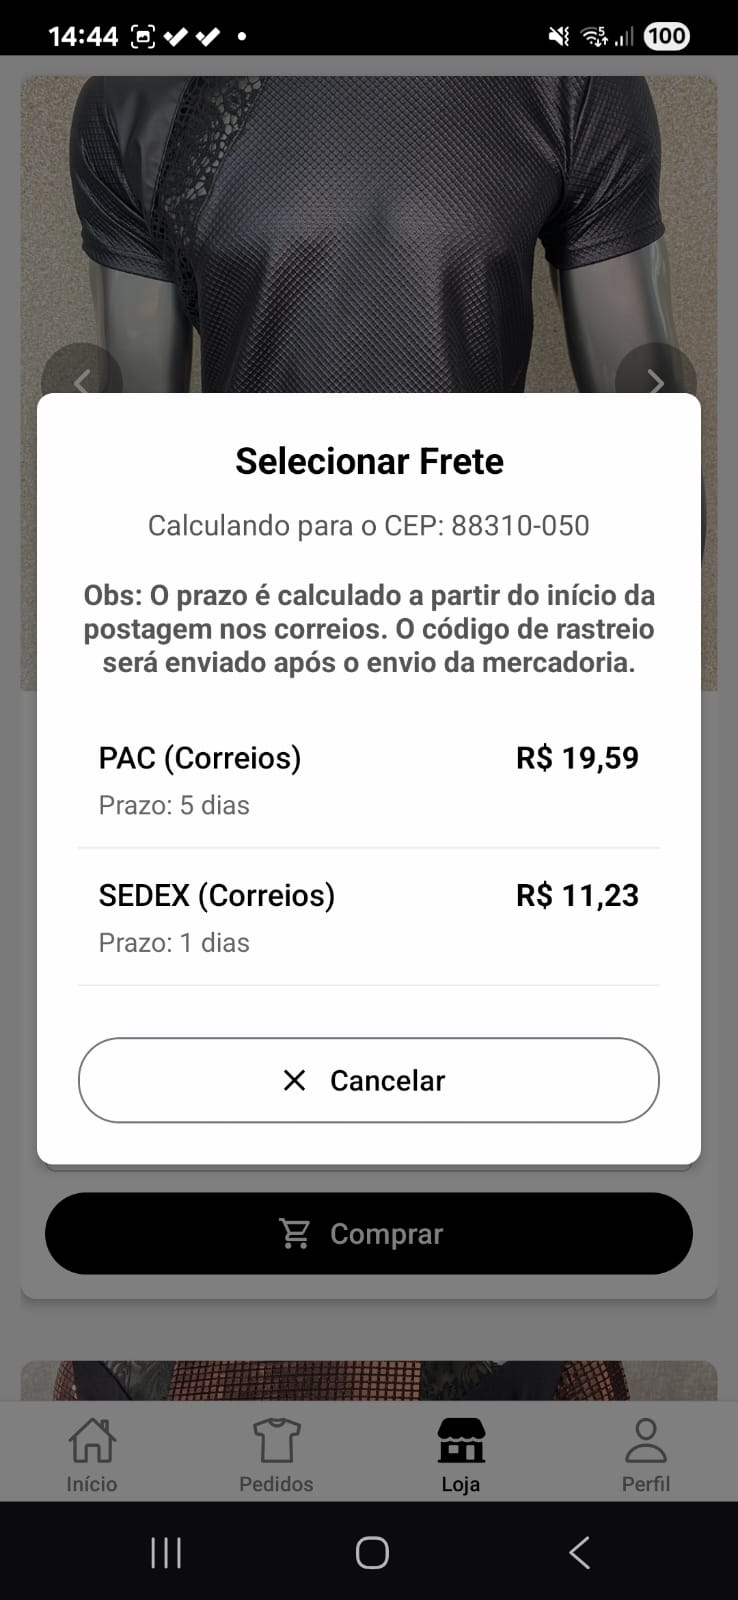 14:44
100
Selecionar Frete
Calculando para o CEP: 88310-050
Obs: O prazo é calculado a partir do início da
postagem nos correios. O código de rastreio
será enviado após o envio da mercadoria.
PAC (Correios) R$ 19,59
Prazo: 5 dias
SEDEX (Correios) R$ 11,23
Prazo: 1 dias
Cancelar
Comprar
Início Pedidos Loja Perfil